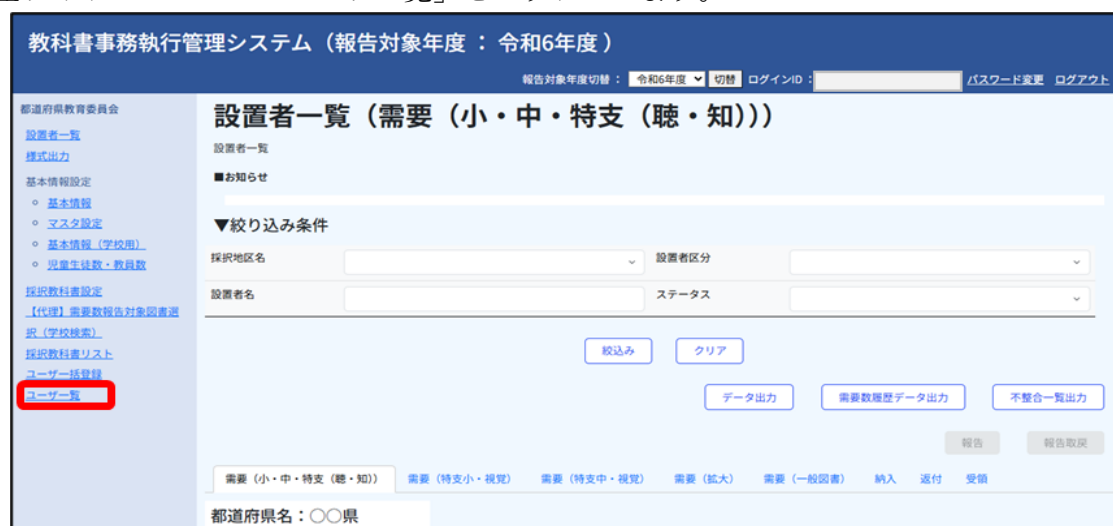 教科書事務執行管理システム（報告対象年度 ： 令和6年度 ）
報告対象年度切替： 令和6年度 切替 ログインID： パスワード変更 ログアウト
都道府県教育委員会
設置者一覧
様式出力
基本情報設定
基本情報
マスタ設定
基本情報（学校用）
児童生徒数・教員数
採択教科書設定
【代理】需要数報告対象図書選
択（学校検索）
採択教科書リスト
ユーザ一括登録
ユーザ一覧
設置者一覧（需要（小・中・特支（聴・知）））
設置者一覧
■お知らせ
▼絞り込み条件
採択地区名 設置者区分
設置者名 ステータス
絞込み クリア
データ出力 需要数履歴データ出力 不整合一覧出力
報告 報告取戻
需要（小・中・特支（聴・知）） 需要（特支小・視覚） 需要（特支中・視覚） 需要（拡大） 需要（一般図書） 納入 返付 受領
都道府県名：〇〇県